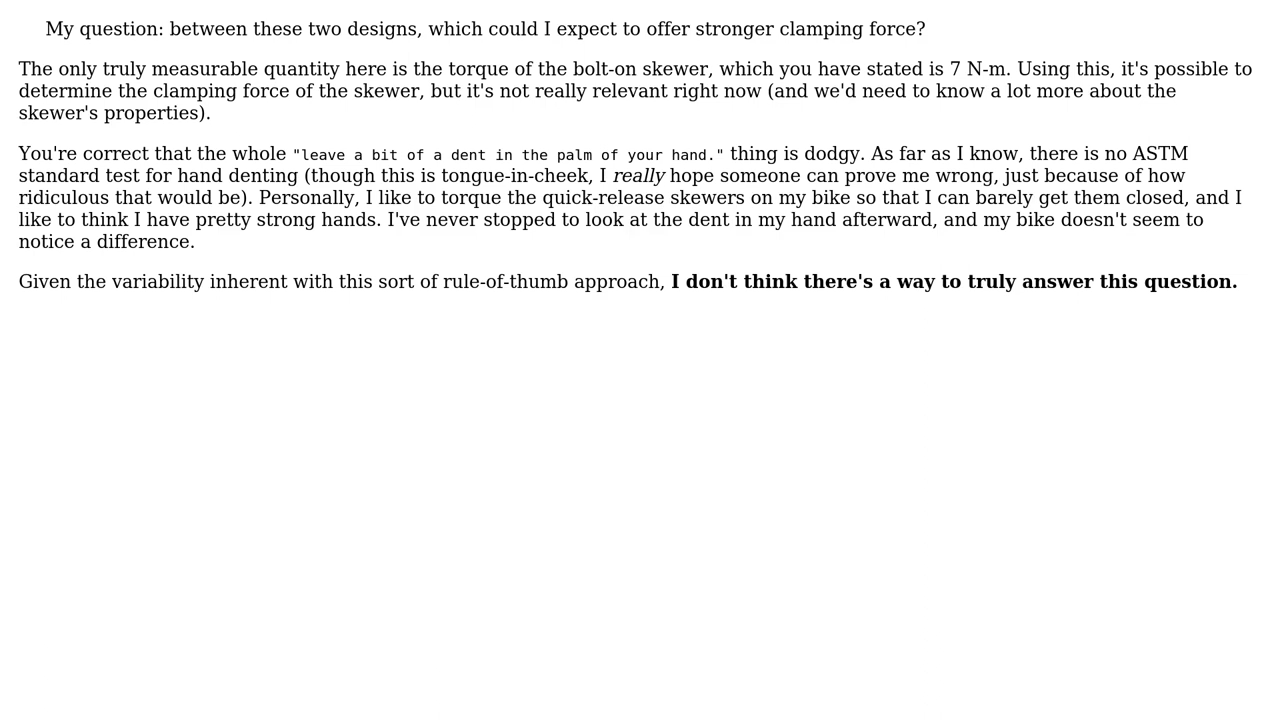 My question: between these two designs, which could I expect to offer stronger clamping force?
The only truly measurable quantity here is the torque of the bolt-on skewer, which you have stated is 7 N-m. Using this, it's possible to
determine the clamping force of the skewer, but it's not really relevant right now (and we'd need to know a lot more about the
skewer's properties).
You're correct that the whole "leave a bit of a dent in the palm of your hand." thing is dodgy. As far as I know, there is no ASTM
standard test for hand denting (though this is tongue-in-cheek, I really hope someone can prove me wrong, just because of how
ridiculous that would be). Personally, I like to torque the quick-release skewers on my bike so that I can barely get them closed, and I
like to think I have pretty strong hands. I've never stopped to look at the dent in my hand afterward, and my bike doesn't seem to
notice a difference.
Given the variability inherent with this sort of rule-of-thumb approach, I don't think there's a way to truly answer this question.